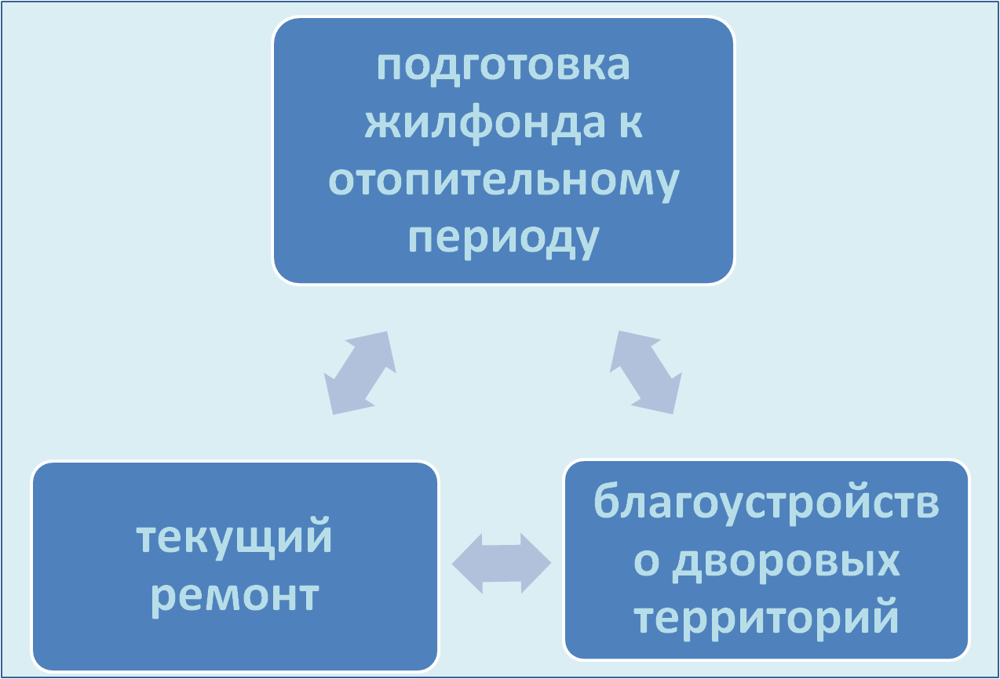 подготовка
жилфонда к
отопительному
периоду
текущий
ремонт
благоустройств
о дворовых
территорий